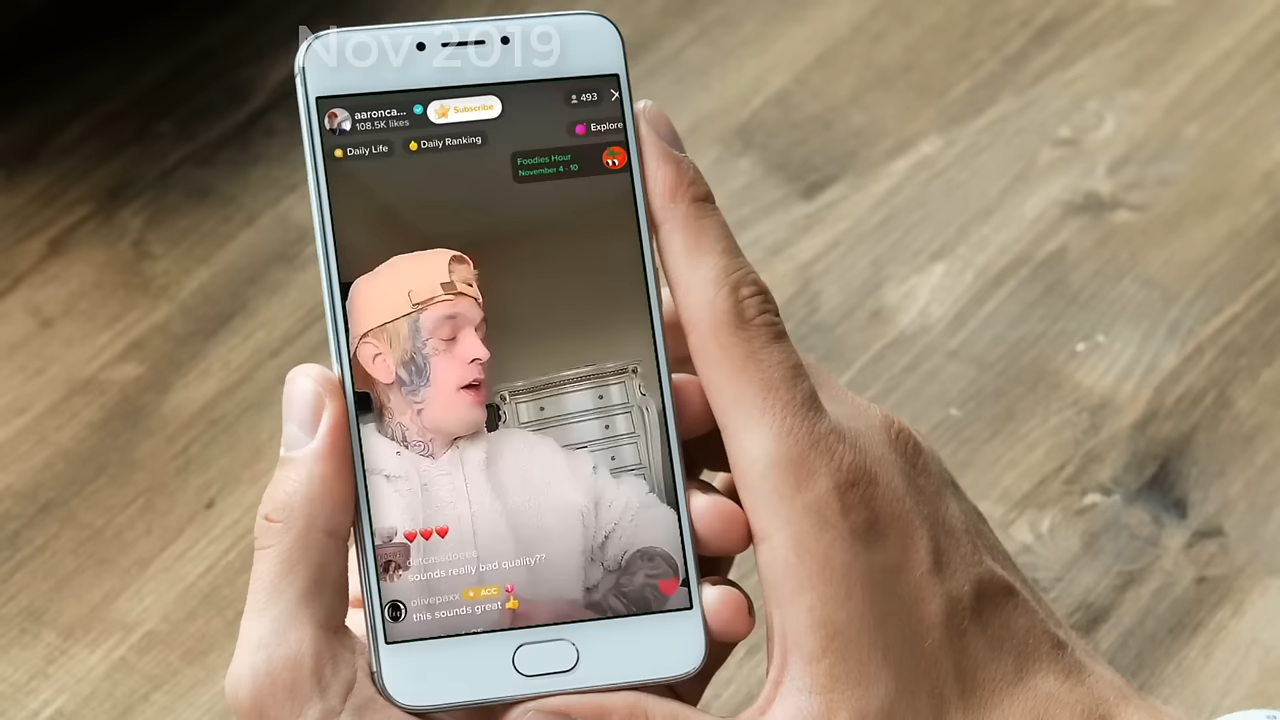 Nov 2019
aaronca...
108.5K likes
Subscribe
493
Explore
Daily Life
Daily Ranking
Foodies Hour
November 4 - 10
datcassdoeee
sounds really bad quality??
olivepaxx ACC
this sounds great